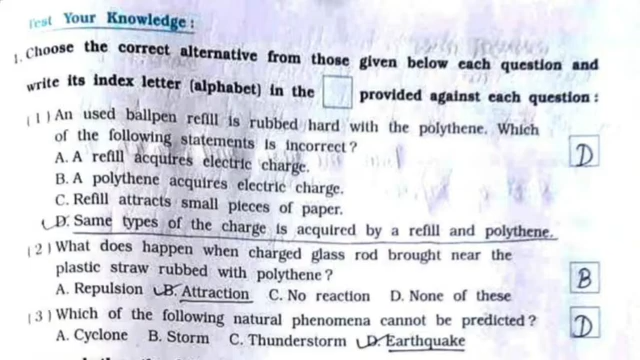 Test Your Knowledge :
1. Choose the correct alternative from those given below each question and
write its index letter (alphabet) in the provided against each question :
(1) An used ballpen refill is rubbed hard with the polythene. Which
of the following statements is incorrect?
D
A. A refill acquires electric charge.
B. A polythene acquires electric charge.
C. Refill attracts small pieces of paper.
D. Same types of the charge is acquired by a refill and polythene.
(2) What does happen when charged glass rod brought near the
plastic straw rubbed with polythene?
B
A. Repulsion B. Attraction C. No reaction D. None of these
(3) Which of the following natural phenomena cannot be predicted?
D
A. Cyclone B. Storm C. Thunderstorm D. Earthquake